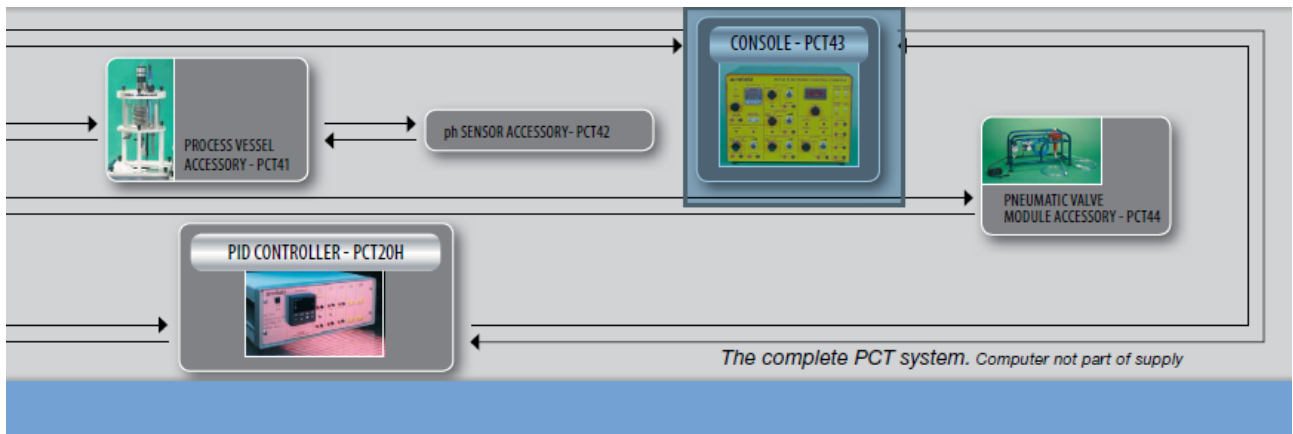 CONSOLE - PCT43
PROCESS VESSEL
ACCESSORY - PCT41
ph SENSOR ACCESSORY- PCT42
PNEUMATIC VALVE
MODULE ACCESSORY - PCT44
PID CONTROLLER - PCT20H
The complete PCT system. Computer not part of supply